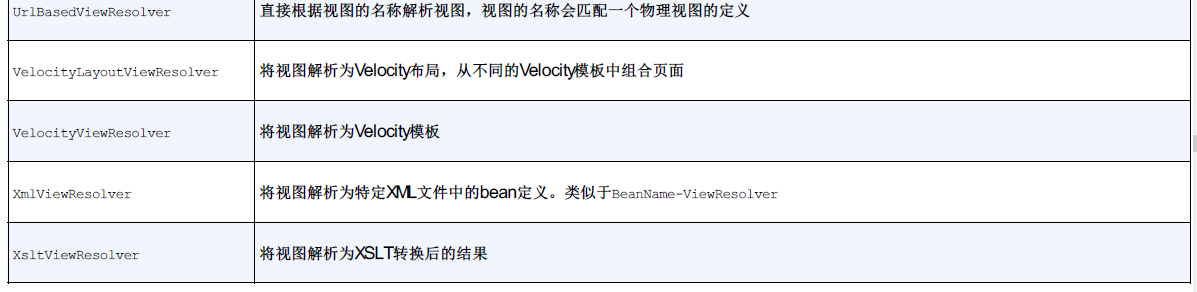 UrlBasedViewResolver 直接根据视图的名称解析视图，视图的名称会匹配一个物理视图的定义
VelocityLayoutViewResolver 将视图解析为Velocity布局，从不同的Velocity模板中组合页面
VelocityViewResolver 将视图解析为Velocity模板
XmlViewResolver 将视图解析为特定XML文件中的bean定义。类似于BeanName-ViewResolver
XsltViewResolver 将视图解析为XSLT转换后的结果